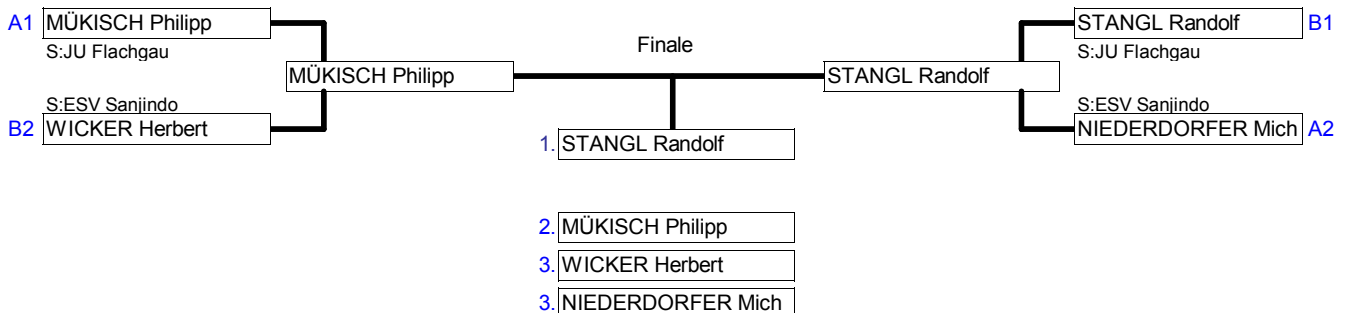 A1 MÜKISCH Philipp
S:JU Flachgau
MÜKISCH Philipp
S:ESV Sanjindo
B2 WICKER Herbert
Finale
STANGL Randolf B1
S:JU Flachgau
STANGL Randolf
S:ESV Sanjindo
NIEDERDORFER Mich A2
1. STANGL Randolf
2. MÜKISCH Philipp
3. WICKER Herbert
3. NIEDERDORFER Mich